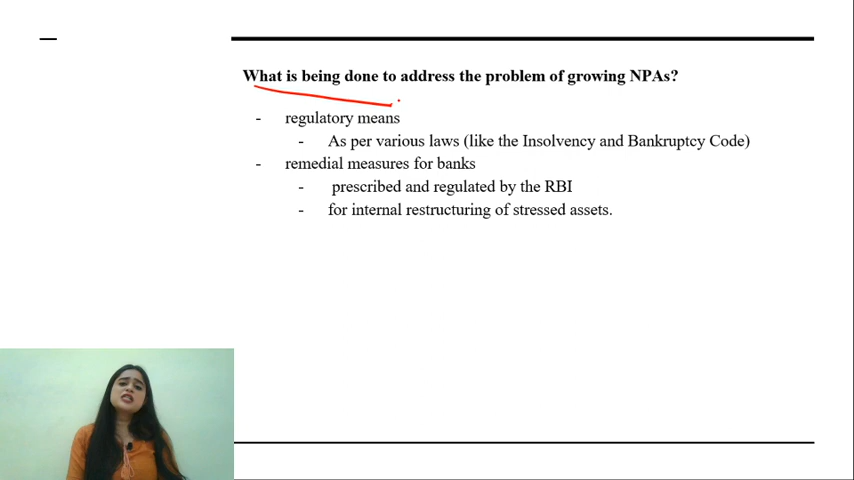 What is being done to address the problem of growing NPAs?
- regulatory means
- As per various laws (like the Insolvency and Bankruptcy Code)
- remedial measures for banks
- prescribed and regulated by the RBI
- for internal restructuring of stressed assets.